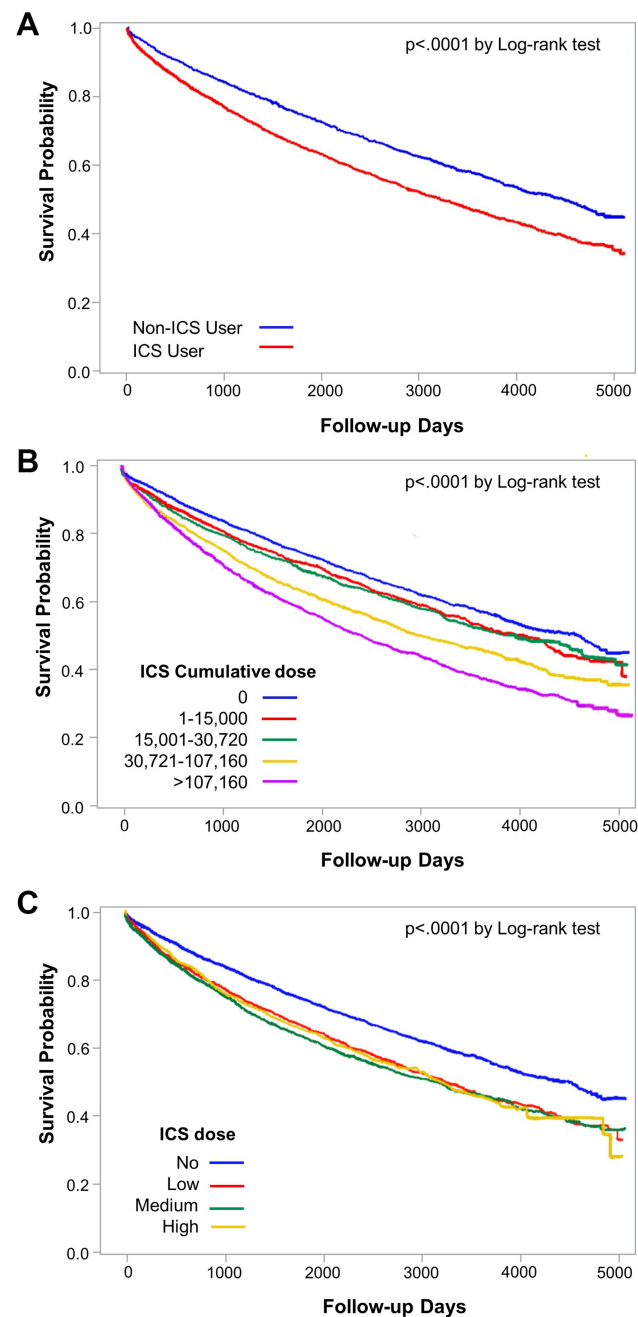 A
p<.0001 by Log-rank test
Survival Probability
1.0
0.8
0.6
0.4
0.2
0.0
Non-ICS User
ICS User
0 1000 2000 3000 4000 5000
Follow-up Days
B
p<.0001 by Log-rank test
Survival Probability
1.0
0.8
0.6
0.4
0.2
0.0
ICS Cumulative dose
0
1-15,000
15,001-30,720
30,721-107,160
>107,160
0 1000 2000 3000 4000 5000
Follow-up Days
C
p<.0001 by Log-rank test
Survival Probability
1.0
0.8
0.6
0.4
0.2
0.0
ICS dose
No
Low
Medium
High
0 1000 2000 3000 4000 5000
Follow-up Days